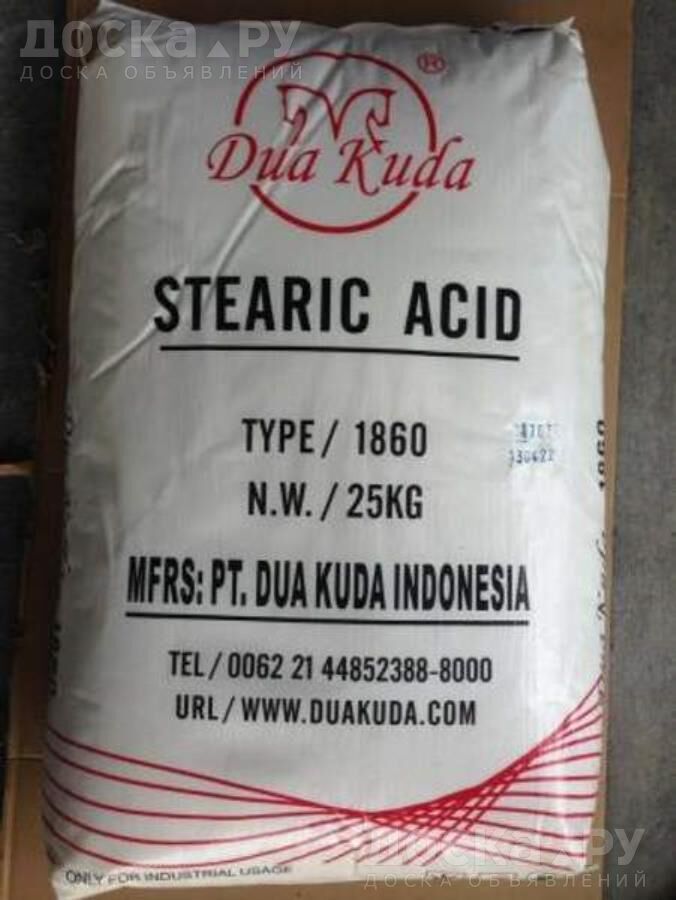 ДОСКА.РУ
ДОСКА ОБЪЯВЛЕНИЙ
®
Dua Kuda
STEARIC ACID
TYPE/ 1860
N.W./25KG
1860
MFRS: PT. DUA KUDA INDONESIA
TEL/0062 21 44852388-8000
URL/WWW.DUAKUDA.COM
ДОСКА.РУ
ДОСКА ОБЪЯВЛЕНИЙ
ONLY FOR INDUSTRIAL USAGE